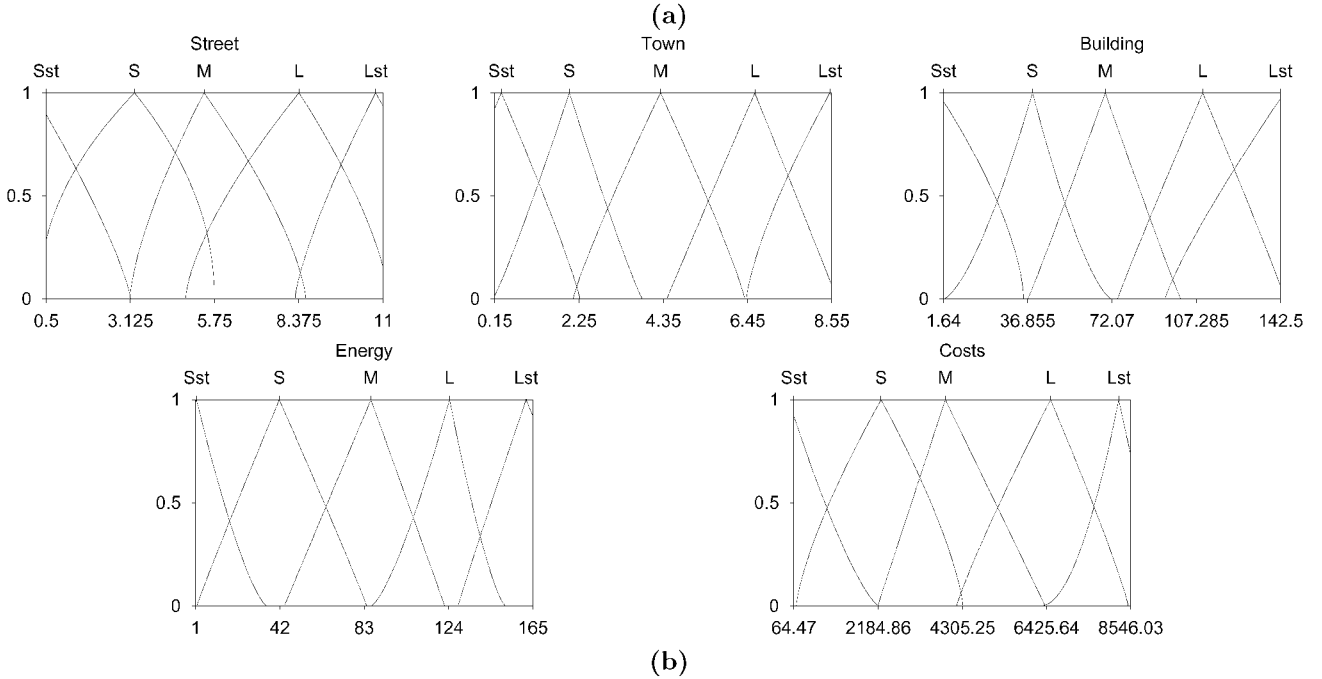 (a)
Street Town Building
Sst S M L Lst Sst S M L Lst Sst S M L Lst
1 1 1
0.5 0.5 0.5
0 0 0
0.5 3.125 5.75 8.375 11 0.15 2.25 4.35 6.45 8.55 1.64 36.855 72.07 107.285 142.5
Energy Costs
Sst S M L Lst Sst S M L Lst
1 1
0.5 0.5
0 0
1 42 83 124 165 64.47 2184.86 4305.25 6425.64 8546.03
(b)